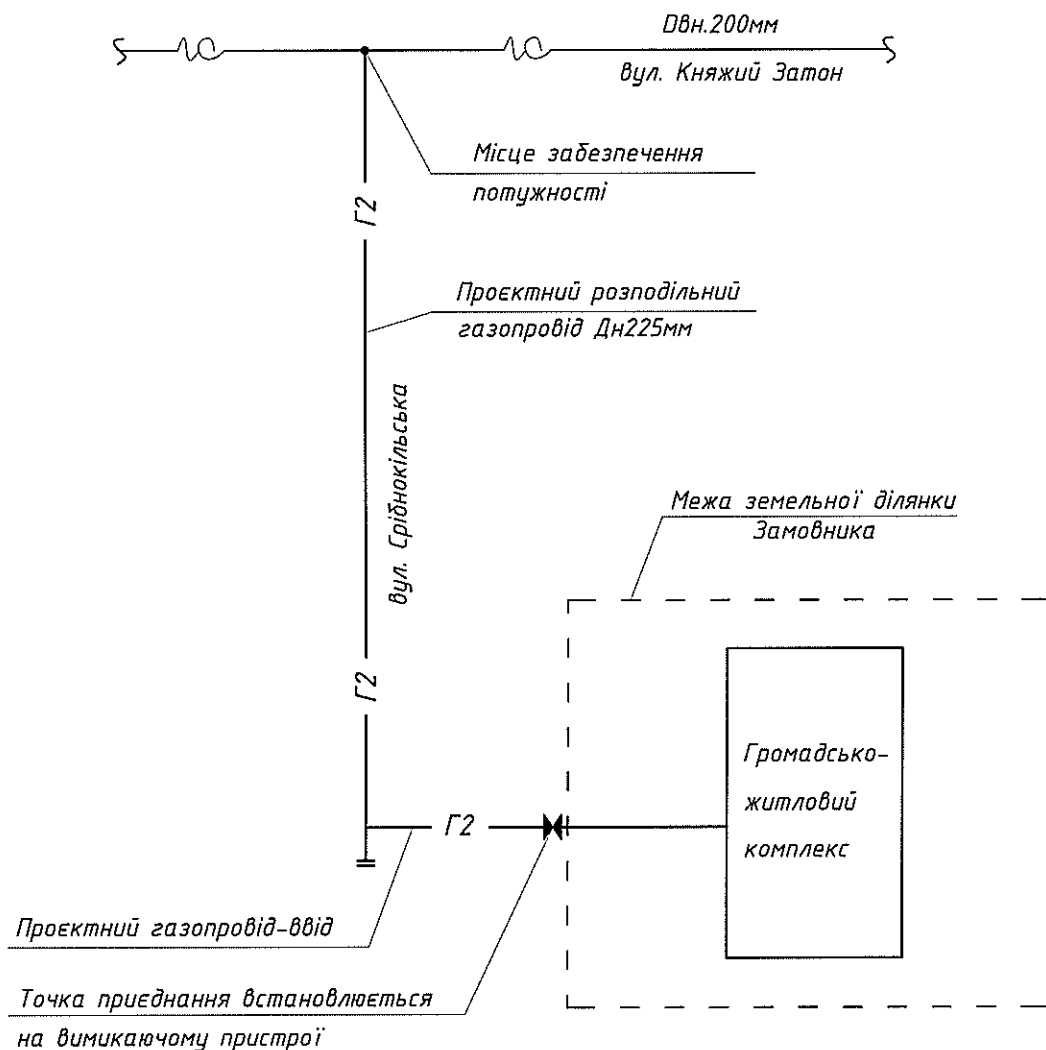 Dвн.200мм
вул. Княжий Затон
Місце забезпечення
потужності
Г2
Проєктний розподільний
газопровід Дн225мм
вул. Срібнокільська
Межа земельної ділянки
Замовника
Г2
Громадсько-
житловий
комплекс
Г2
Проєктний газопровід-ввід
Точка приєднання встановлюється
на вимикаючому пристрої